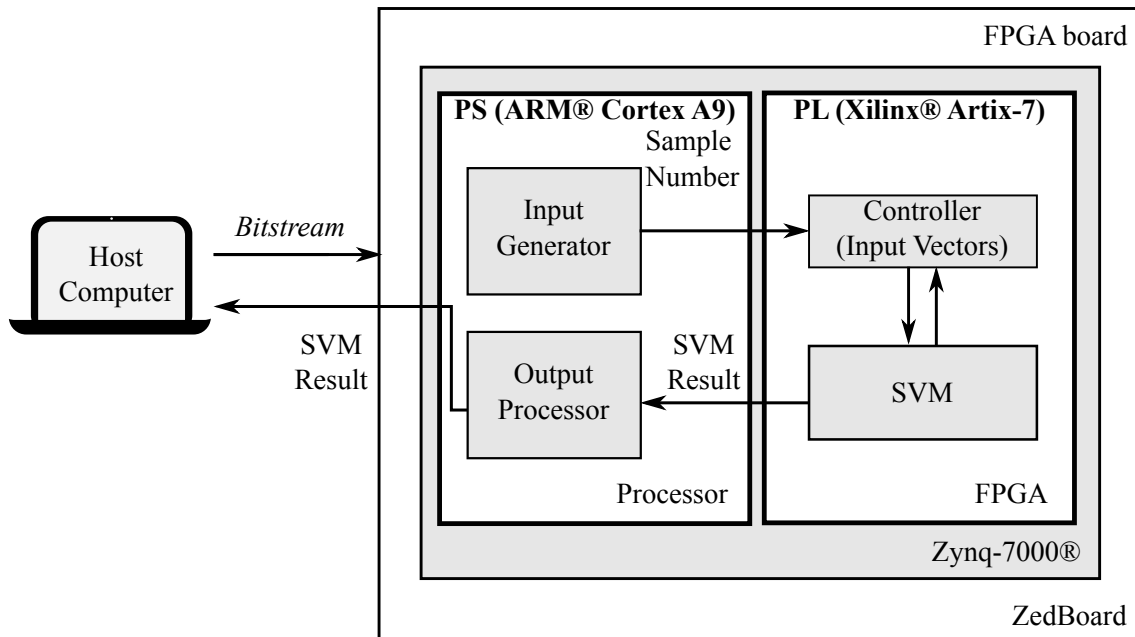 FPGA board
PS (ARM® Cortex A9)
PL (Xilinx® Artix-7)
Sample
Number
Input
Generator
Controller
(Input Vectors)
Bitstream
Host
Computer
SVM
Result
Output
Processor
SVM
Result
SVM
Processor
FPGA
Zynq-7000®
ZedBoard